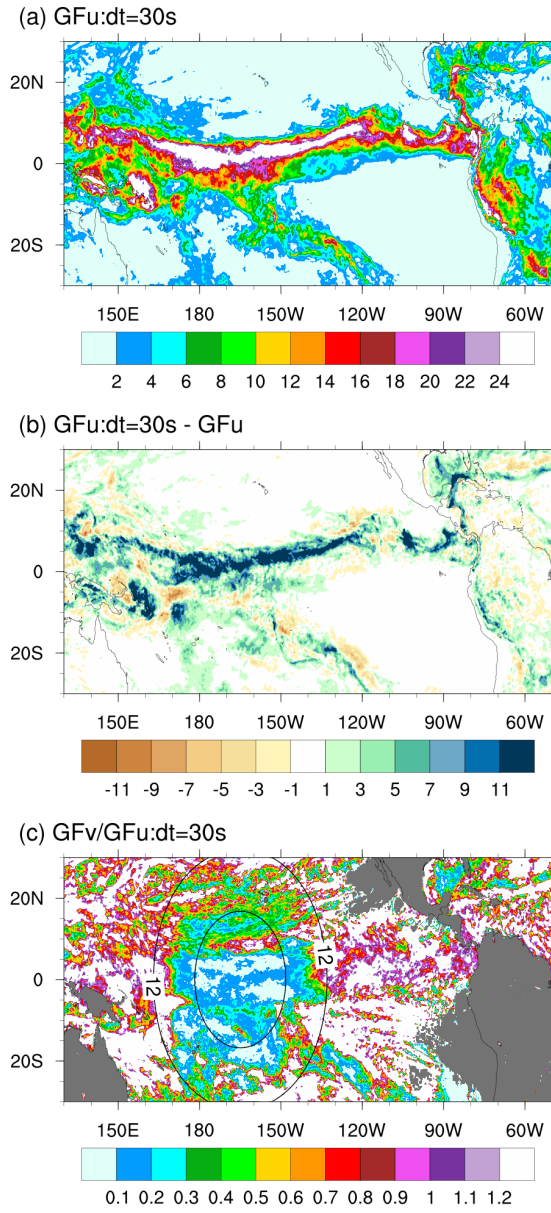 (a) GFu:dt=30s
20N
0
20S
150E 180 150W 120W 90W 60W
2 4 6 8 10 12 14 16 18 20 22 24
(b) GFu:dt=30s - GFu
20N
0
20S
150E 180 150W 120W 90W 60W
-11 -9 -7 -5 -3 -1 1 3 5 7 9 11
(c) GFv/GFu:dt=30s
20N
12
12
0
20S
150E 180 150W 120W 90W 60W
0.1 0.2 0.3 0.4 0.5 0.6 0.7 0.8 0.9 1 1.1 1.2